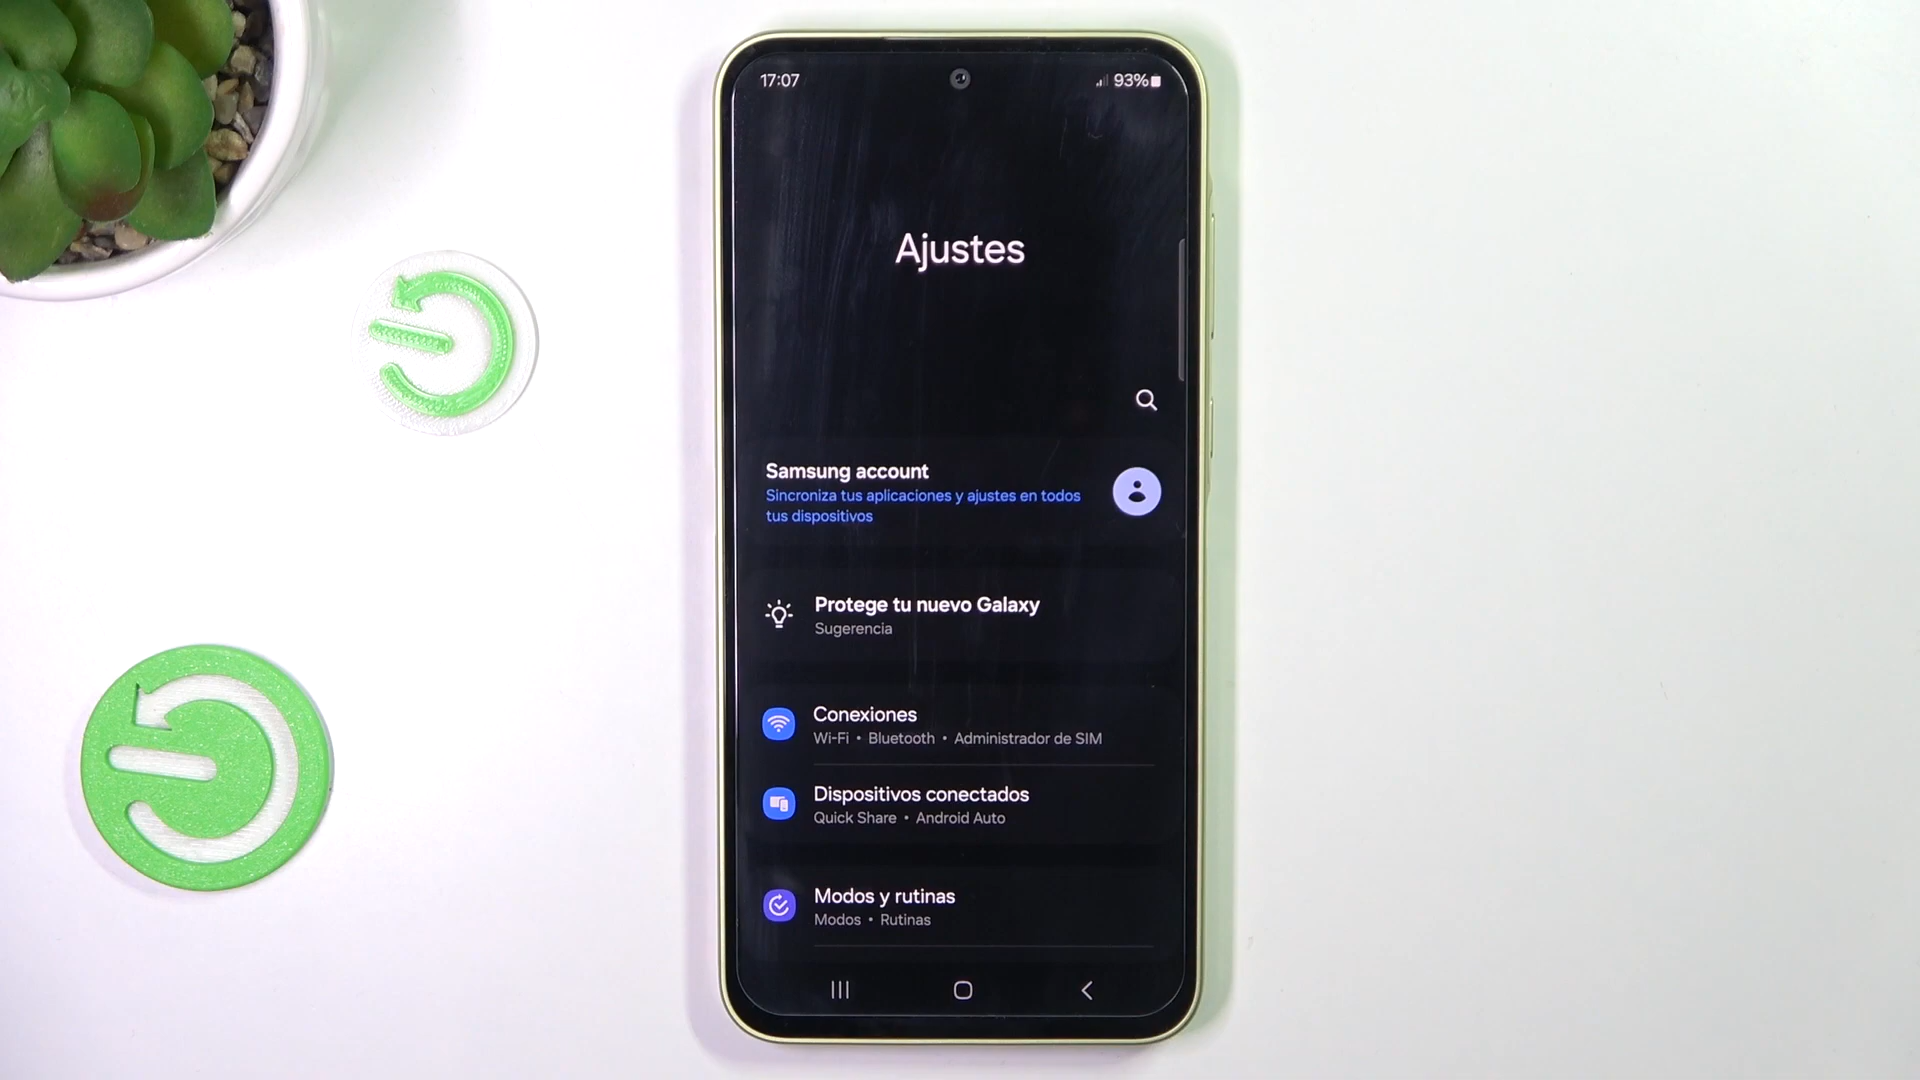 17:07
93%
Ajustes
Samsung account
Sincroniza tus aplicaciones y ajustes en todos
tus dispositivos
Protege tu nuevo Galaxy
Sugerencia
Conexiones
Wi-Fi • Bluetooth • Administrador de SIM
Dispositivos conectados
Quick Share • Android Auto
Modos y rutinas
Modos • Rutinas